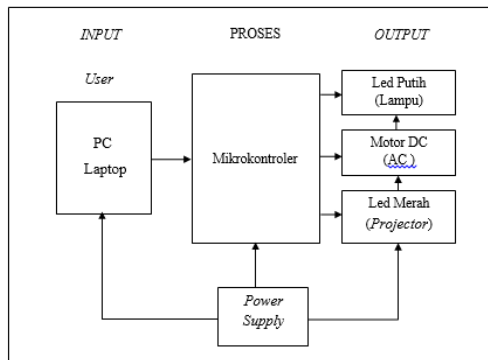 INPUT
PROSES
OUTPUT
User
PC
Laptop
Mikrokontroler
Led Putih
(Lampu)
Motor DC
(AC )
Led Merah
(Projector)
Power
Supply